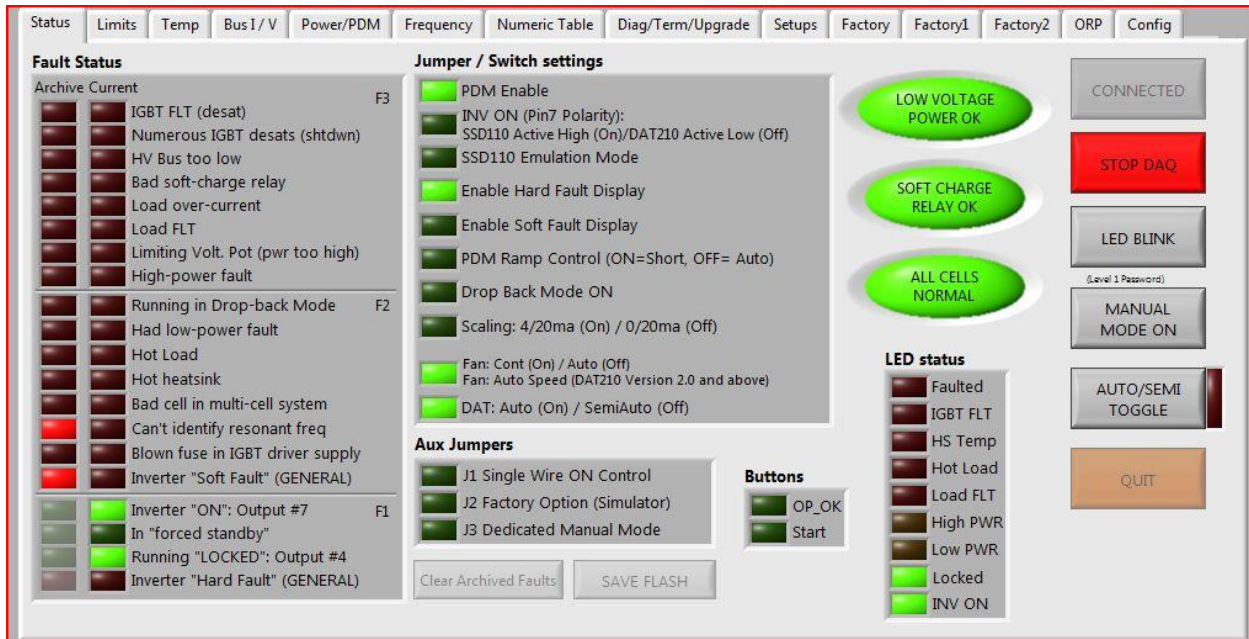 Status Limits Temp Bus I / V Power/PDM Frequency Numeric Table Diag/Term/Upgrade Setups Factory Factory1 Factory2 ORP Config
Fault Status
Archive Current
F3
IGBT FLT (desat)
Numerous IGBT desats (shtdwn)
HV Bus too low
Bad soft-charge relay
Load over-current
Load FLT
Limiting Volt. Pot (pwr too high)
High-power fault
Running in Drop-back Mode F2
Had low-power fault
Hot Load
Hot heatsink
Bad cell in multi-cell system
Can't identify resonant freq
Blown fuse in IGBT driver supply
Inverter "Soft Fault" (GENERAL)
Inverter "ON": Output #7 F1
In "forced standby"
Running "LOCKED": Output #4
Inverter "Hard Fault" (GENERAL)
Jumper / Switch settings
PDM Enable
INV ON (Pin7 Polarity):
SSD110 Active High (On)/DAT210 Active Low (Off)
SSD110 Emulation Mode
Enable Hard Fault Display
Enable Soft Fault Display
PDM Ramp Control (ON=Short, OFF= Auto)
Drop Back Mode ON
Scaling: 4/20ma (On) / 0/20ma (Off)
Fan: Cont (On) / Auto (Off)
Fan: Auto Speed (DAT210 Version 2.0 and above)
DAT: Auto (On) / SemiAuto (Off)
Aux Jumpers
J1 Single Wire ON Control
J2 Factory Option (Simulator)
J3 Dedicated Manual Mode
Clear Archived Faults
SAVE FLASH
Buttons
OP_OK
Start
LOW VOLTAGE
POWER OK
SOFT CHARGE
RELAY OK
ALL CELLS
NORMAL
LED status
Faulted
IGBT FLT
HS Temp
Hot Load
Load FLT
High PWR
Low PWR
Locked
INV ON
CONNECTED
STOP DAQ
LED BLINK
(Level 1 Password)
MANUAL
MODE ON
AUTO/SEMI
TOGGLE
QUIT